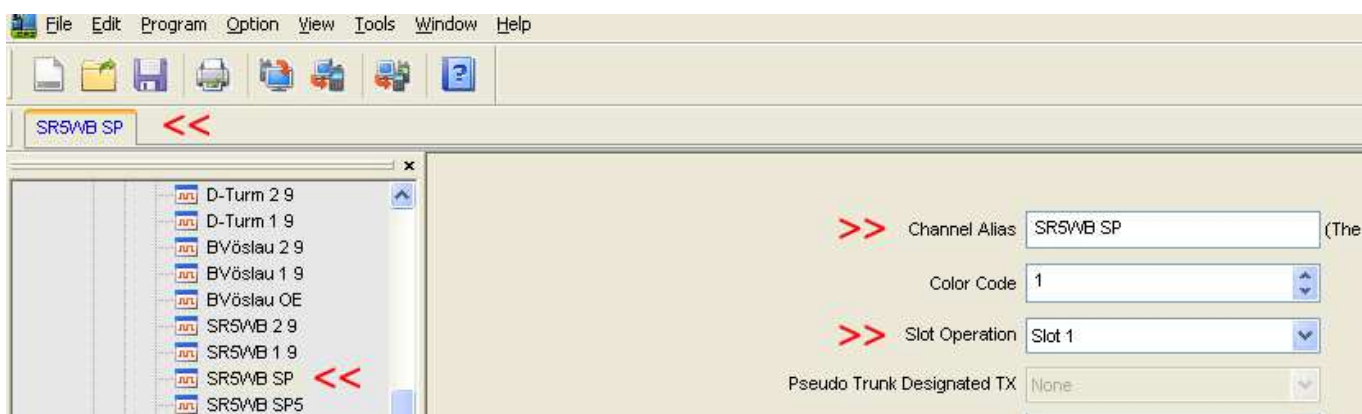 File Edit Program Option View Tools Window Help
SR5WB SP <<
x
D-Turm 2 9
D-Turm 1 9
BVöslau 2 9
BVöslau 1 9
BVöslau OE
SR5WB 2 9
SR5WB 1 9
SR5WB SP <<
SR5WB SP5
>> Channel Alias SR5WB SP (The
Color Code 1
>> Slot Operation Slot 1
Pseudo Trunk Designated TX None